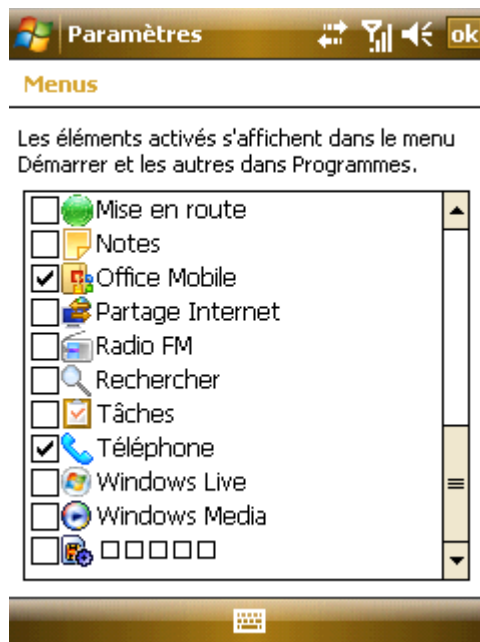 Paramètres
ok
Menus
Les éléments activés s'affichent dans le menu
Démarrer et les autres dans Programmes.
Mise en route
Notes
Office Mobile
Partage Internet
Radio FM
Rechercher
Tâches
Téléphone
Windows Live
Windows Media
□□□□□